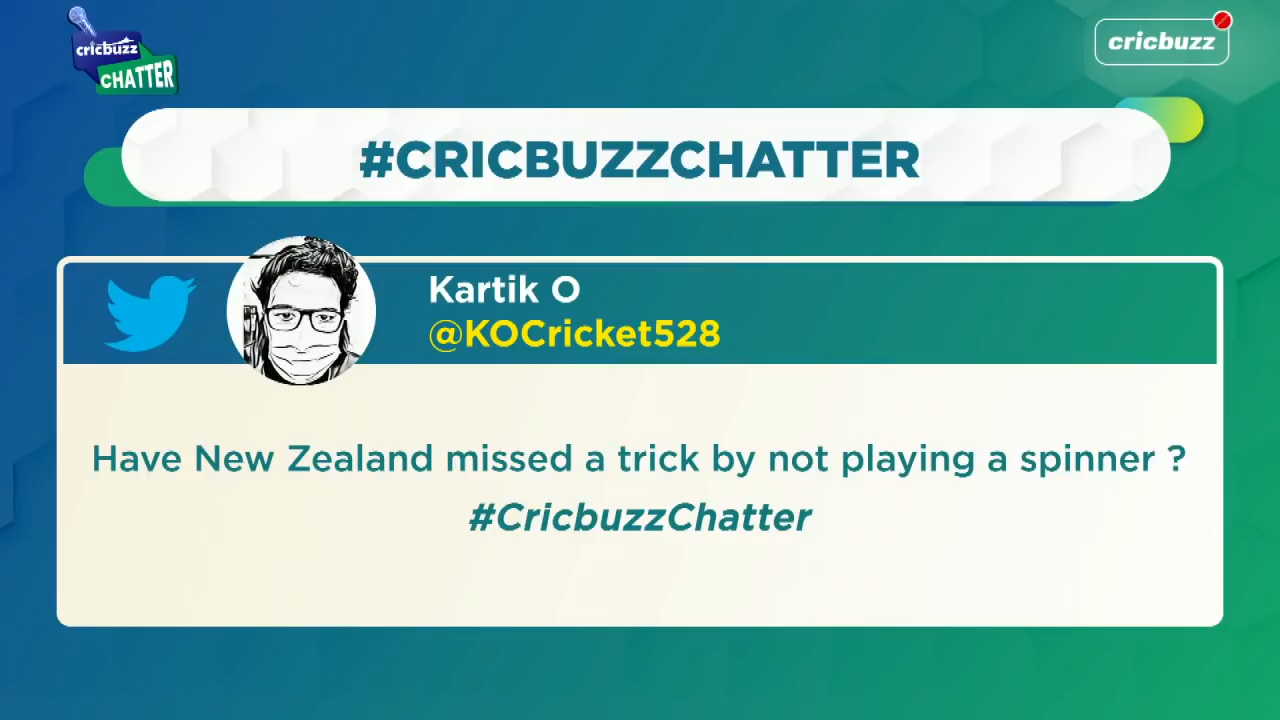 cricbuzz
CHATTER
cricbuzz
#CRICBUZZCHATTER
Kartik O
@KOCricket528
Have New Zealand missed a trick by not playing a spinner ?
#CricbuzzChatter